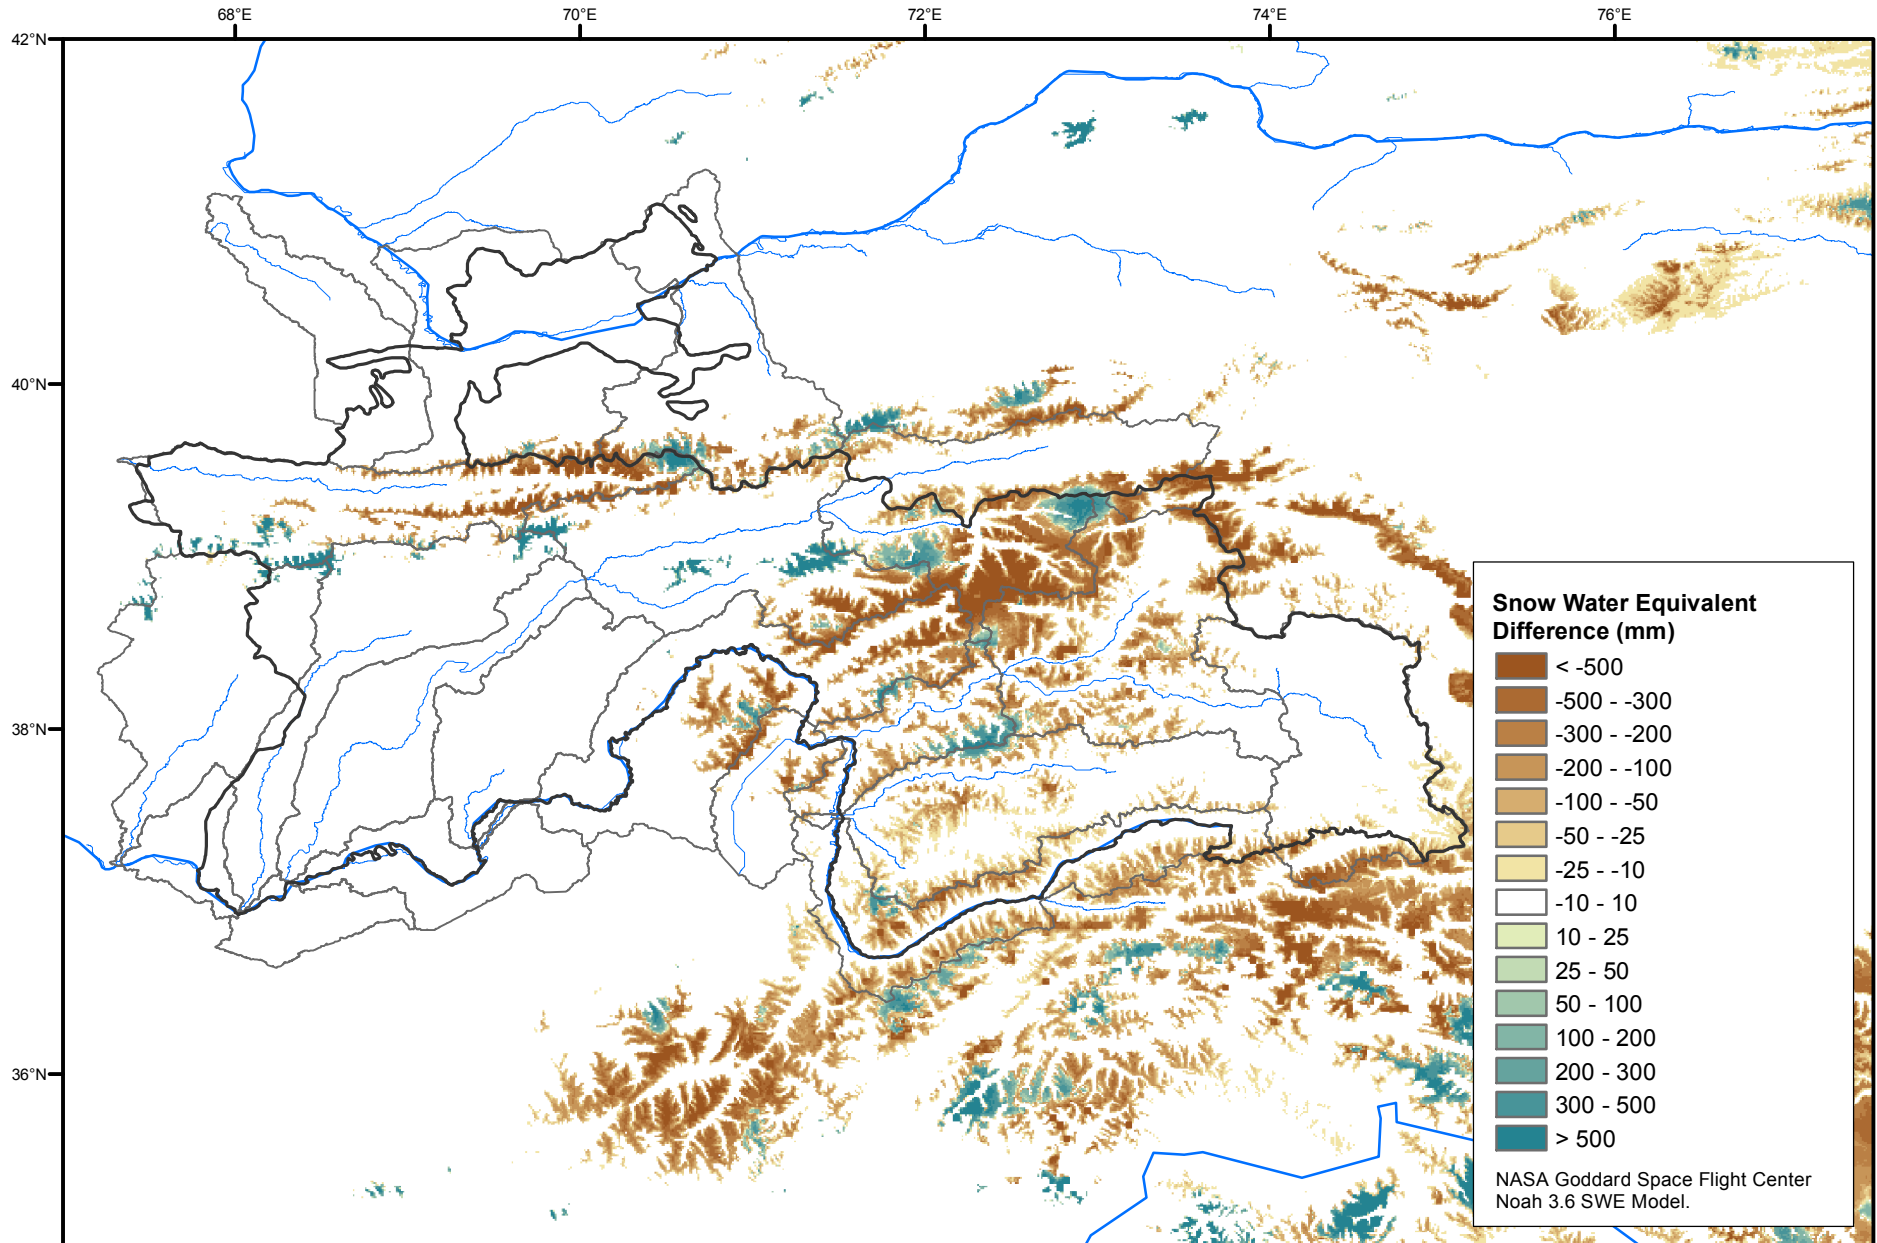 68°E 70°E 72°E 74°E 76°E
42°N
40°N
38°N
36°N
Snow Water Equivalent
Difference (mm)
< -500
-500 - -300
-300 - -200
-200 - -100
-100 - -50
-50 - -25
-25 - -10
-10 - 10
10 - 25
25 - 50
50 - 100
100 - 200
200 - 300
300 - 500
> 500
NASA Goddard Space Flight Center
Noah 3.6 SWE Model.